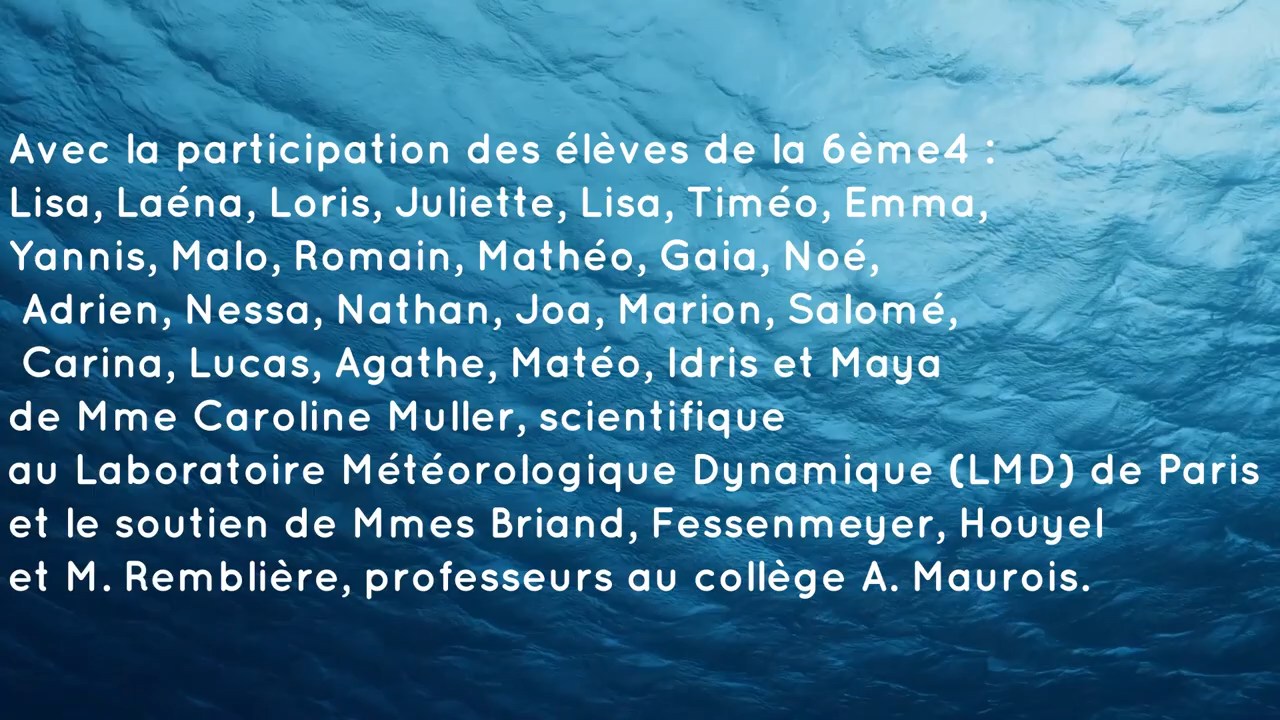 Avec la participation des élèves de la 6ème4 :
Lisa, Laéna, Loris, Juliette, Lisa, Timéo, Emma,
Yannis, Malo, Romain, Mathéo, Gaia, Noé,
Adrien, Nessa, Nathan, Joa, Marion, Salomé,
Carina, Lucas, Agathe, Matéo, Idris et Maya
de Mme Caroline Muller, scientifique
au Laboratoire Météorologique Dynamique (LMD) de Paris
et le soutien de Mmes Briand, Fessenmeyer, Houyel
et M. Remblière, professeurs au collège A. Maurois.